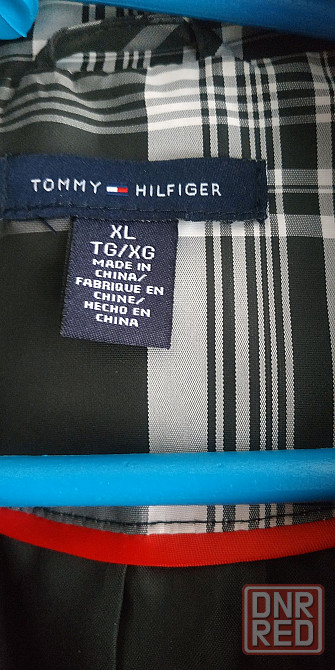 TOMMY HILFIGER
XL
TG/XG
MADE IN
CHINA/
FABRIQUE EN
CHINE/
HECHO EN
CHINA
DNR
RED